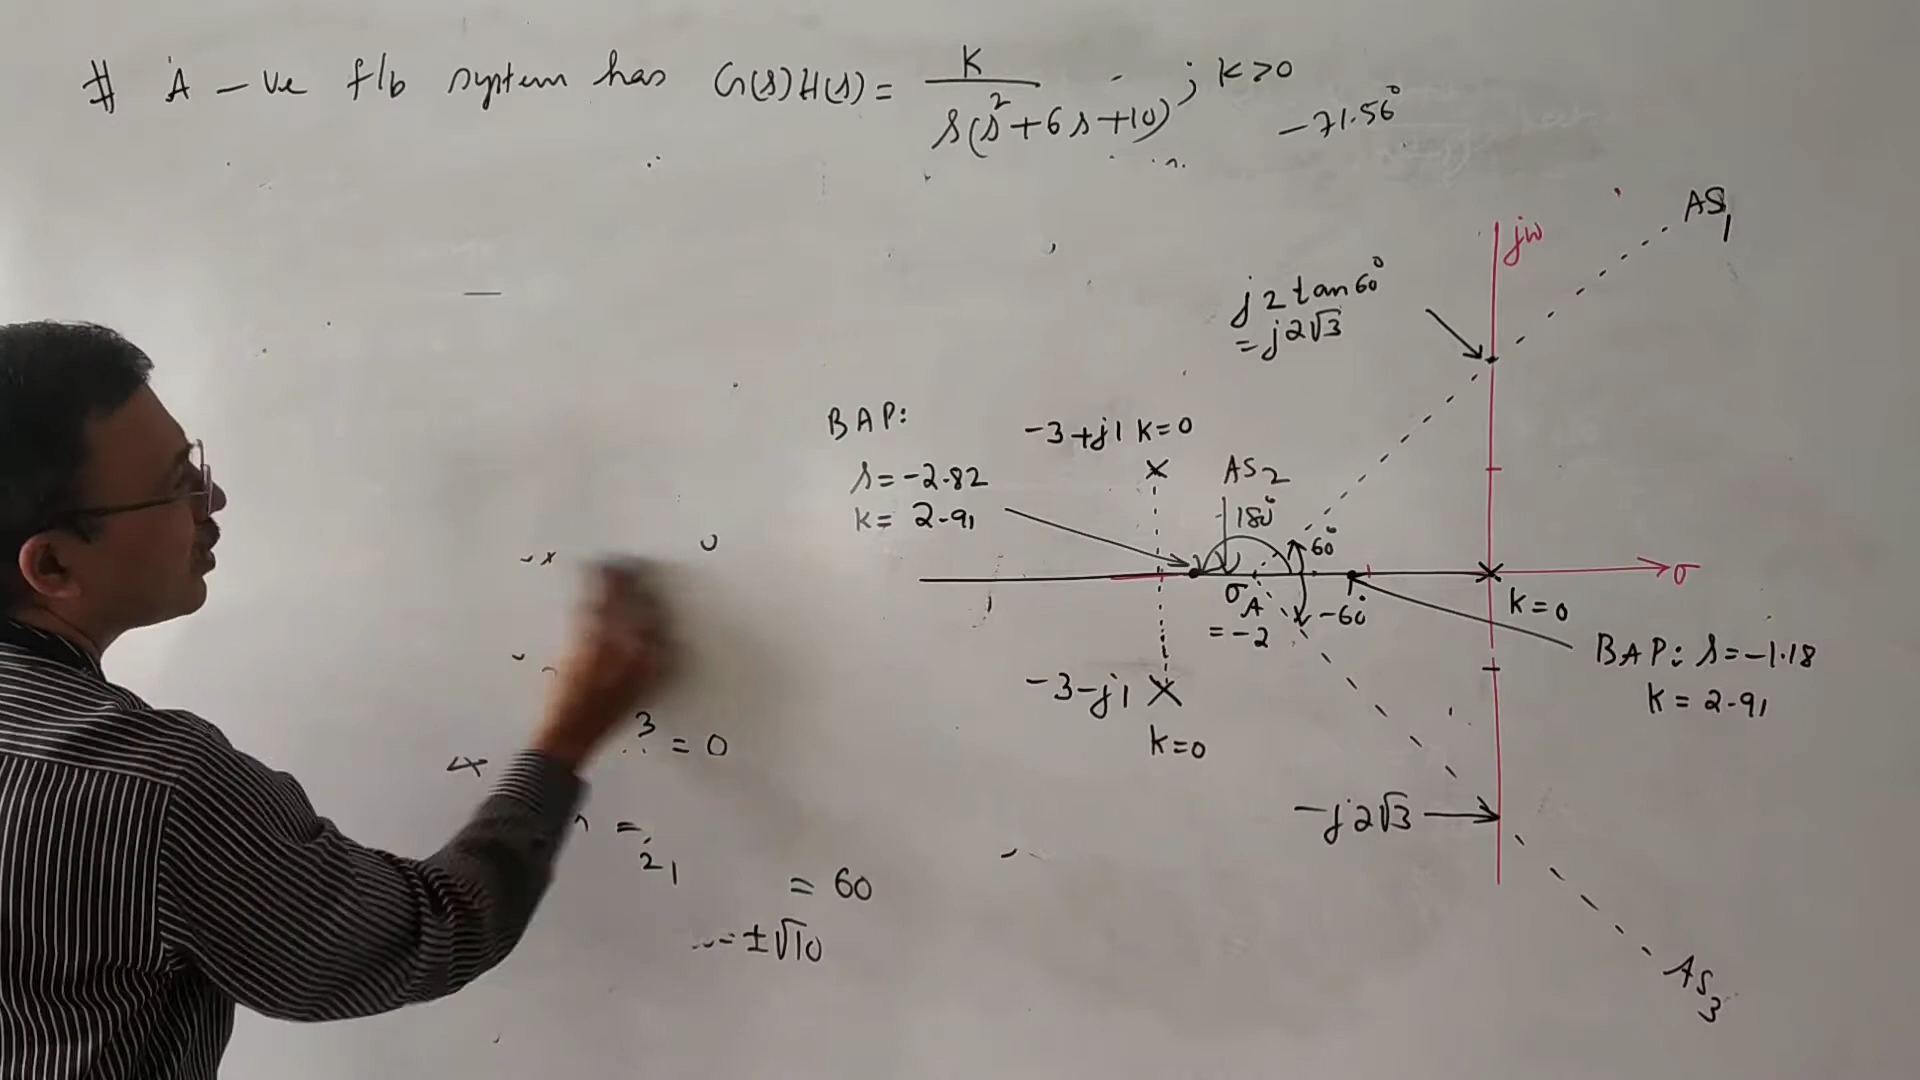 # A -ve f/b system has G(s)H(s) = K / s(s²+6s+10) ; K>0
-71.56°
AS1
jω
j2 tan60°
= j2√3
BAP:
s=-2.82
K= 2.91
-3+j1 K=0
AS2
180°
60°
-60°
σA
=-2
σ
K=0
BAP: s=-1.18
K= 2.91
-3-j1
K=0
-j2√3
AS3
3 = 0
=
21
= 60
= ±√10